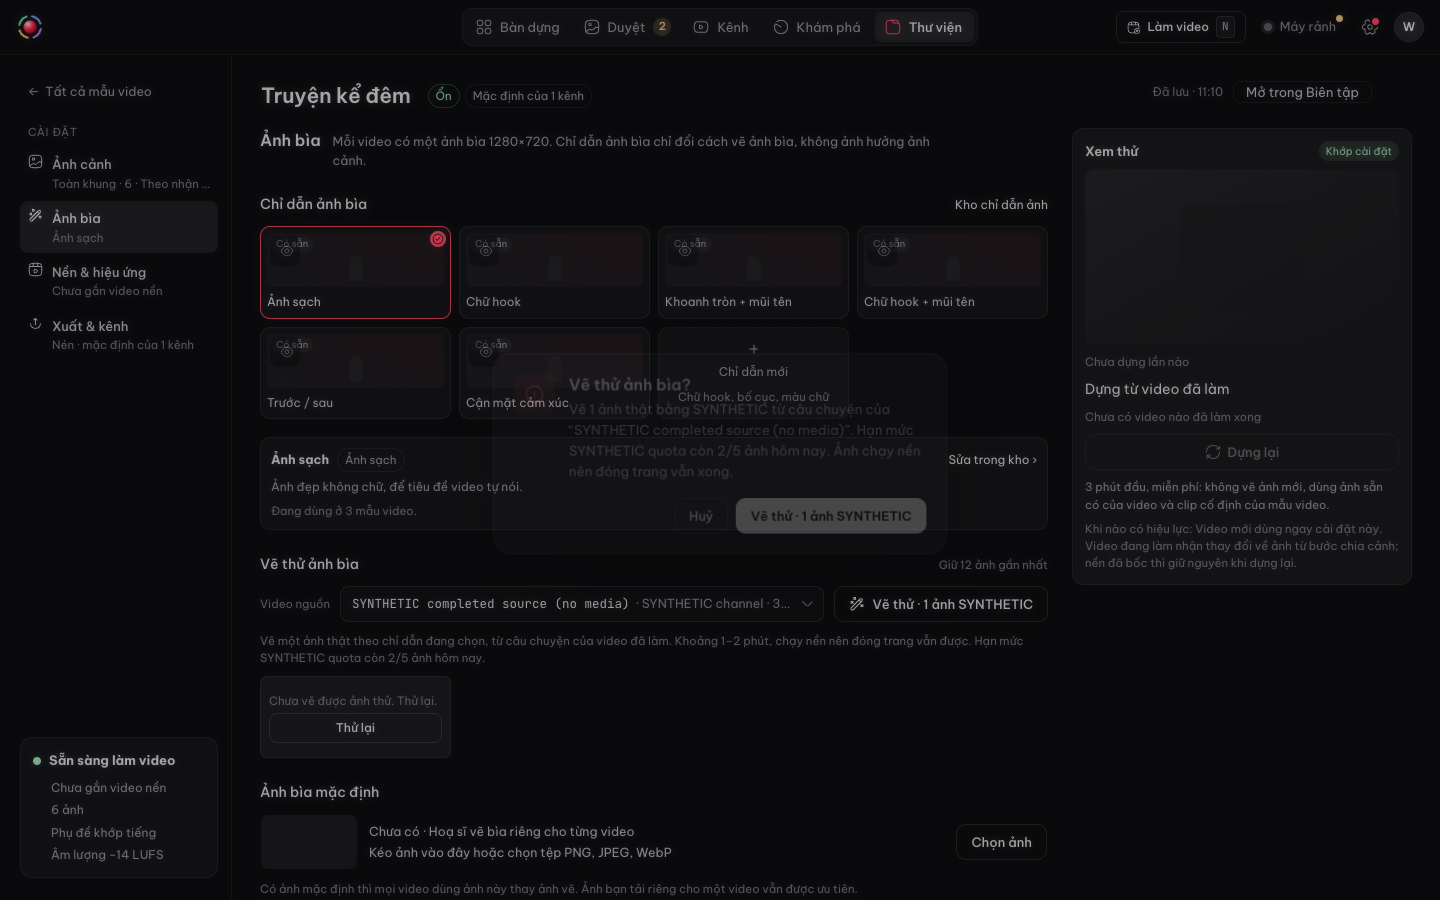 Bàn dựng
Duyệt 2
Kênh
Khám phá
Thư viện
Làm video N
Máy rảnh
W
← Tất cả mẫu video
CÀI ĐẶT
Ảnh cảnh
Toàn khung · 6 · Theo nhận ...
Ảnh bìa
Ảnh sạch
Nền & hiệu ứng
Chưa gắn video nền
Xuất & kênh
Nén · mặc định của 1 kênh
Sẵn sàng làm video
Chưa gắn video nền
6 ảnh
Phụ đề khớp tiếng
Âm lượng -14 LUFS
Truyện kể đêm Ổn Mặc định của 1 kênh
Đã lưu · 11:10 Mở trong Biên tập
Ảnh bìa Mỗi video có một ảnh bìa 1280×720. Chỉ dẫn ảnh bìa chỉ đổi cách vẽ ảnh bìa, không ảnh hưởng ảnh
cảnh.
Chỉ dẫn ảnh bìa Kho chỉ dẫn ảnh
Có sẵn
Ảnh sạch
Có sẵn
Chữ hook
Có sẵn
Khoanh tròn + mũi tên
Có sẵn
Chữ hook + mũi tên
Có sẵn
Trước / sau
Có sẵn
Cận mặt cảm xúc
+
Chỉ dẫn mới
Chữ hook, bố cục, màu chữ
Vẽ thử ảnh bìa?
Vẽ 1 ảnh thật bằng SYNTHETIC từ câu chuyện của
“SYNTHETIC completed source (no media)”. Hạn mức
SYNTHETIC quota còn 2/5 ảnh hôm nay. Ảnh chạy nền
nên đóng trang vẫn xong.
Huỷ Vẽ thử · 1 ảnh SYNTHETIC
Ảnh sạch Ảnh sạch
Sửa trong kho ›
Ảnh đẹp không chữ, để tiêu đề video tự nói.
Đang dùng ở 3 mẫu video.
Vẽ thử ảnh bìa Giữ 12 ảnh gần nhất
Video nguồn SYNTHETIC completed source (no media) · SYNTHETIC channel · 3... Vẽ thử · 1 ảnh SYNTHETIC
Vẽ một ảnh thật theo chỉ dẫn đang chọn, từ câu chuyện của video đã làm. Khoảng 1–2 phút, chạy nền nên đóng trang vẫn được. Hạn mức
SYNTHETIC quota còn 2/5 ảnh hôm nay.
Chưa vẽ được ảnh thử. Thử lại.
Thử lại
Ảnh bìa mặc định
Chưa có · Hoạ sĩ vẽ bìa riêng cho từng video
Kéo ảnh vào đây hoặc chọn tệp PNG, JPEG, WebP
Chọn ảnh
Có ảnh mặc định thì mọi video dùng ảnh này thay ảnh vẽ. Ảnh bạn tải riêng cho một video vẫn được ưu tiên.
Xem thử Khớp cài đặt
Chưa dựng lần nào
Dựng từ video đã làm
Chưa có video nào đã làm xong
Dựng lại
3 phút đầu, miễn phí: không vẽ ảnh mới, dùng ảnh sẵn
có của video và clip cố định của mẫu video.
Khi nào có hiệu lực: Video mới dùng ngay cài đặt này.
Video đang làm nhận thay đổi về ảnh từ bước chia cảnh;
nền đã bốc thì giữ nguyên khi dựng lại.